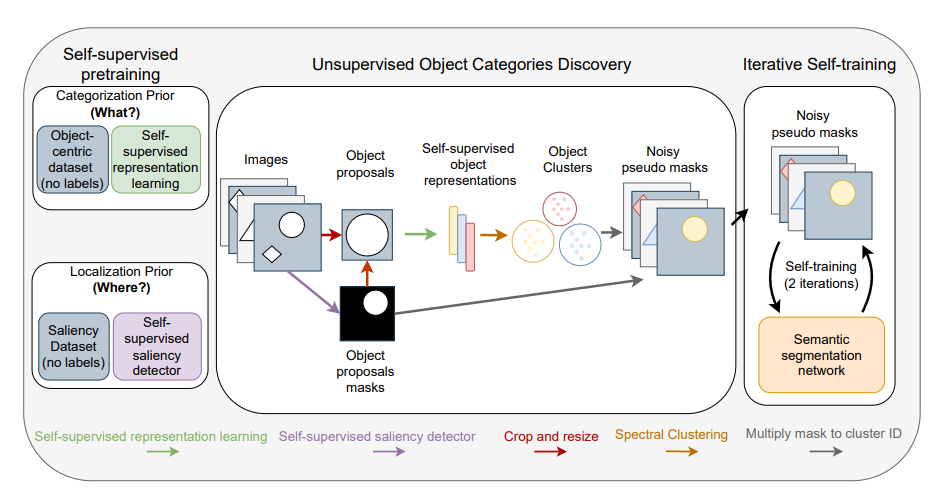 Self-supervised
pretraining
Categorization Prior
(What?)
Object-
centric
dataset
(no labels)
Self-
supervised
representation
learning
Localization Prior
(Where?)
Saliency
Dataset
(no labels)
Self-
supervised
saliency
detector
Unsupervised Object Categories Discovery
Images
Object
proposals
Self-supervised
object
representations
Object
Clusters
Noisy
pseudo masks
Object
proposals
masks
Iterative Self-training
Noisy
pseudo masks
Self-training
(2 iterations)
Semantic
segmentation
network
Self-supervised representation learning
Self-supervised saliency detector
Crop and resize
Spectral Clustering
Multiply mask to cluster ID